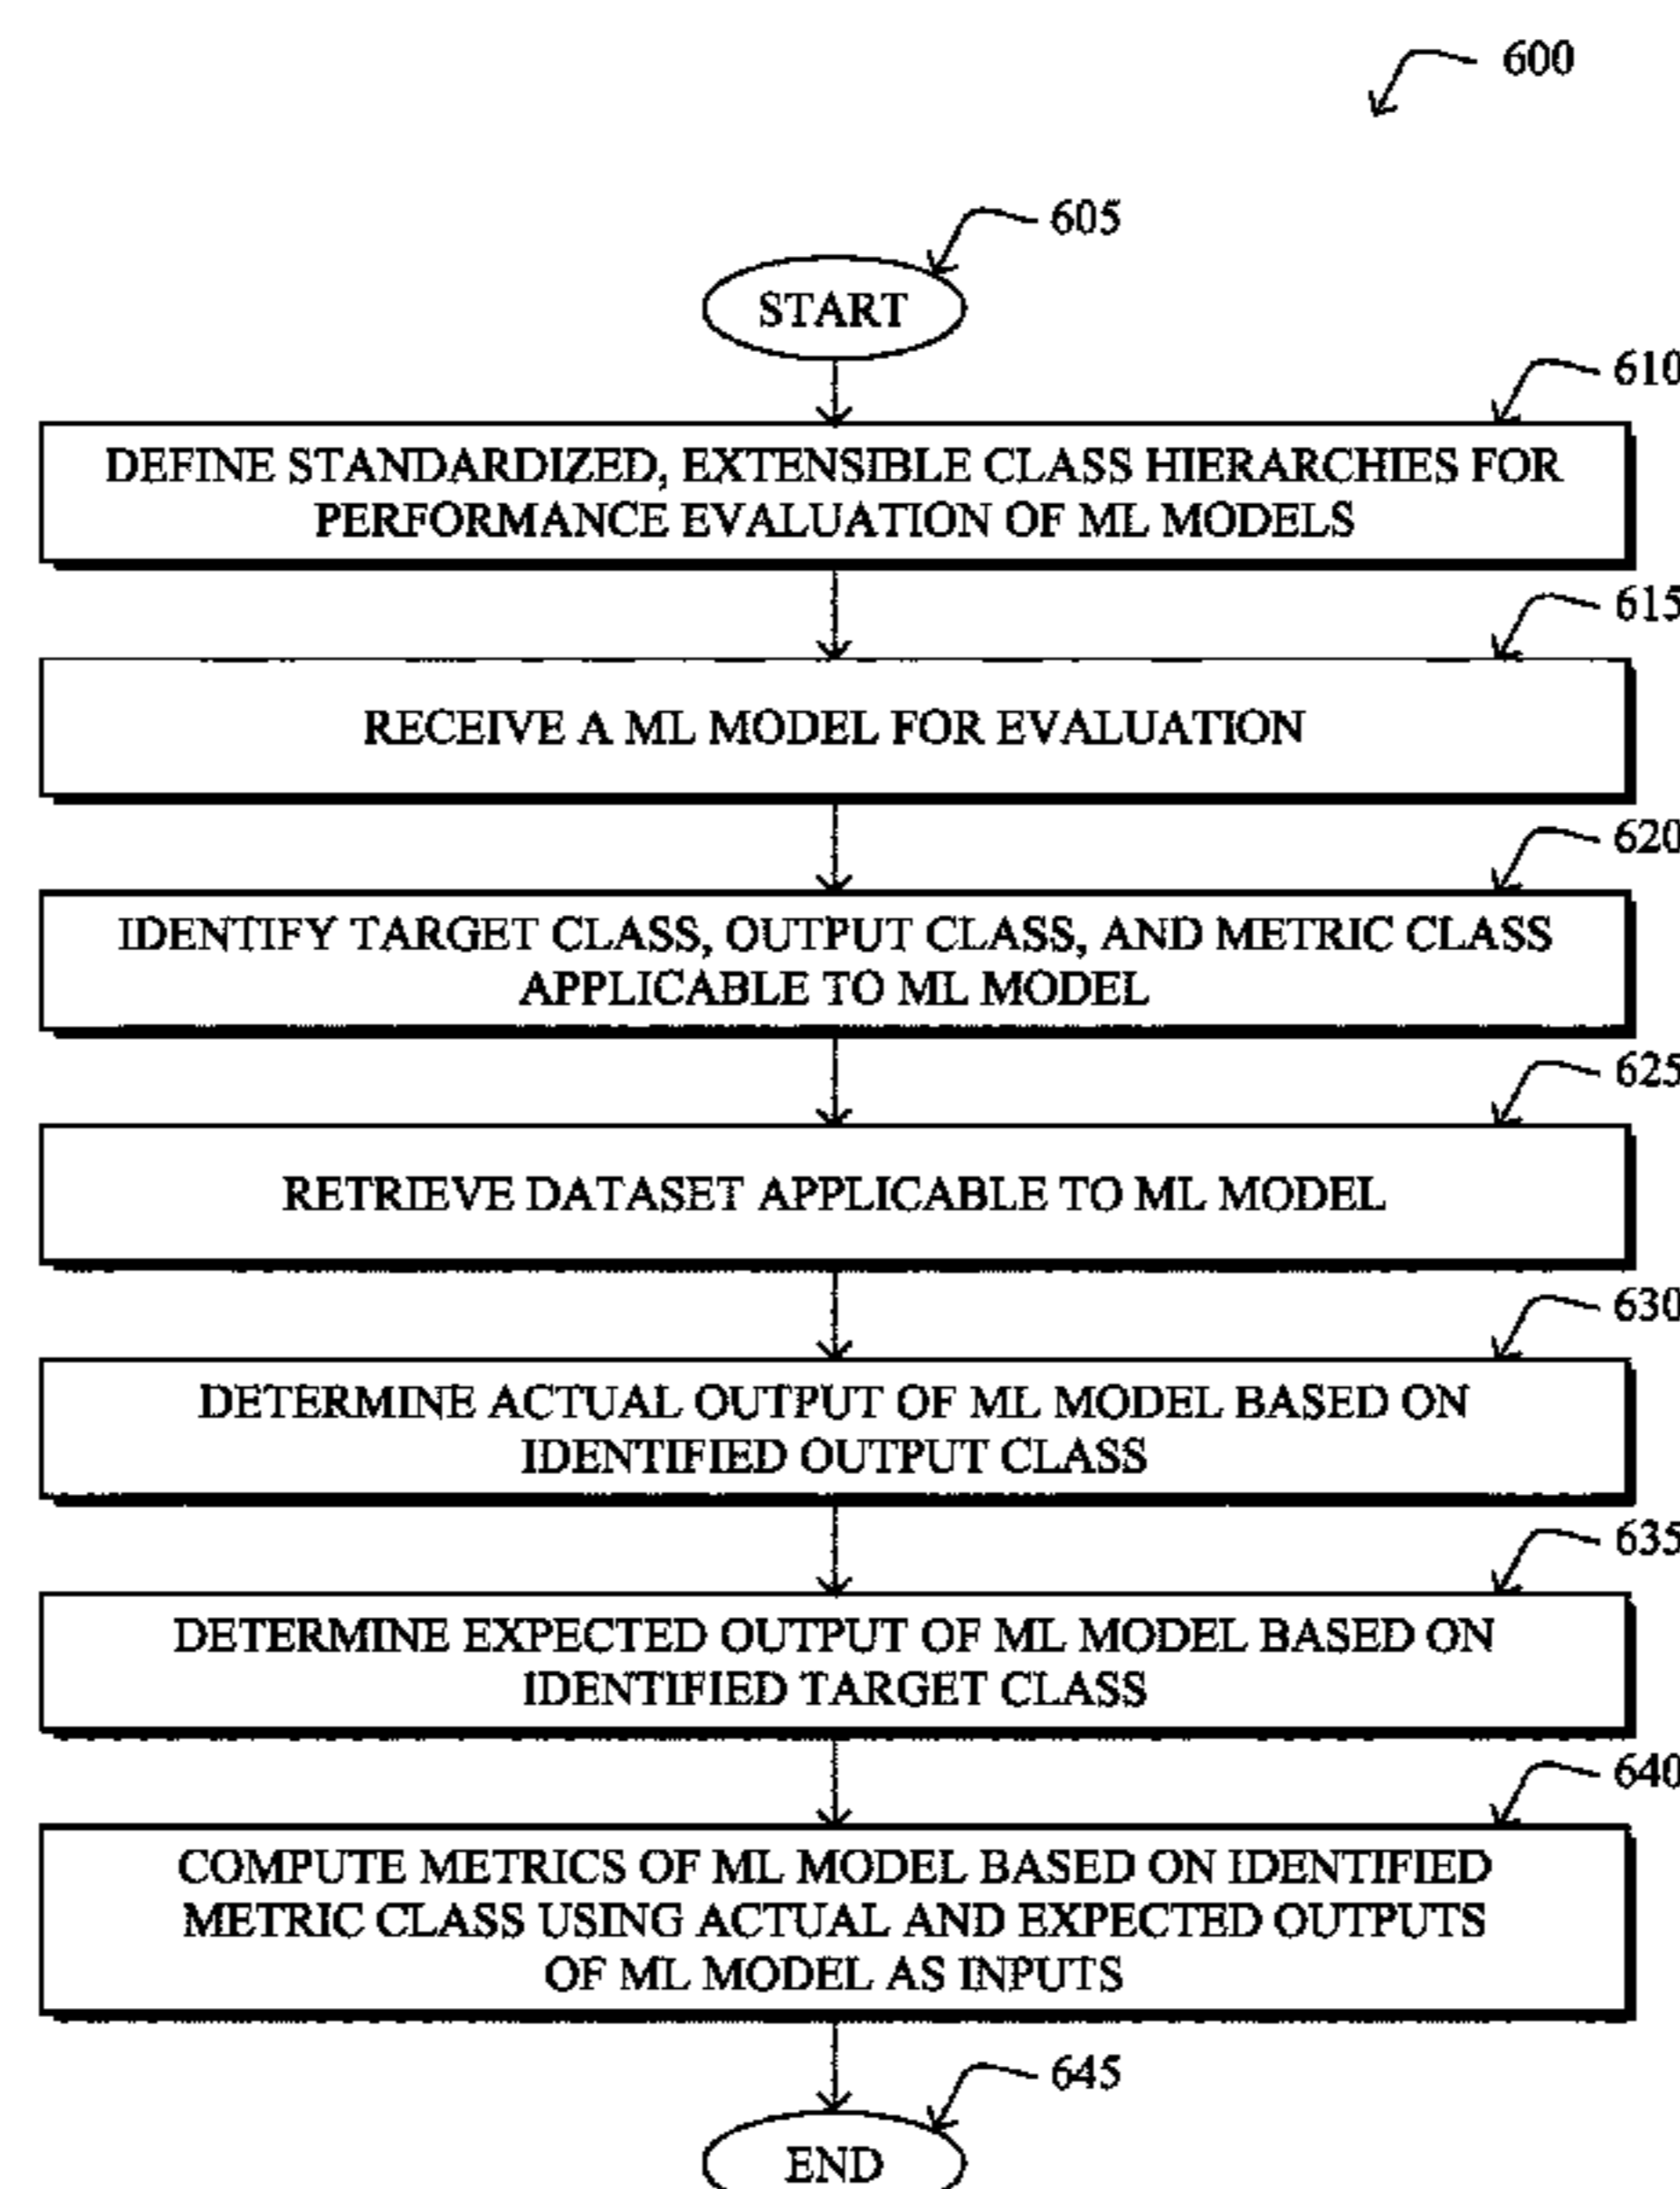 600
605
START
610
DEFINE STANDARDIZED, EXTENSIBLE CLASS HIERARCHIES FOR
PERFORMANCE EVALUATION OF ML MODELS
615
RECEIVE A ML MODEL FOR EVALUATION
620
IDENTIFY TARGET CLASS, OUTPUT CLASS, AND METRIC CLASS
APPLICABLE TO ML MODEL
625
RETRIEVE DATASET APPLICABLE TO ML MODEL
630
DETERMINE ACTUAL OUTPUT OF ML MODEL BASED ON
IDENTIFIED OUTPUT CLASS
635
DETERMINE EXPECTED OUTPUT OF ML MODEL BASED ON
IDENTIFIED TARGET CLASS
640
COMPUTE METRICS OF ML MODEL BASED ON IDENTIFIED
METRIC CLASS USING ACTUAL AND EXPECTED OUTPUTS
OF ML MODEL AS INPUTS
645
END